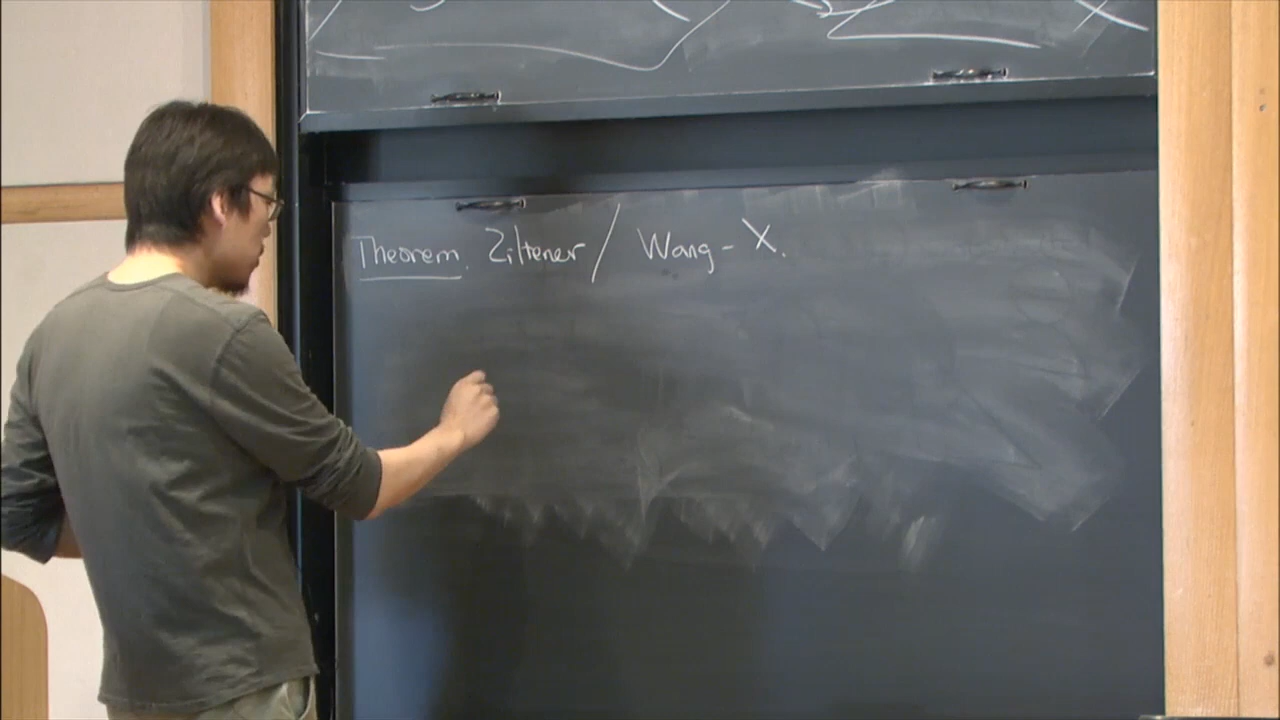 Theorem. Ziltener / Wang - X.